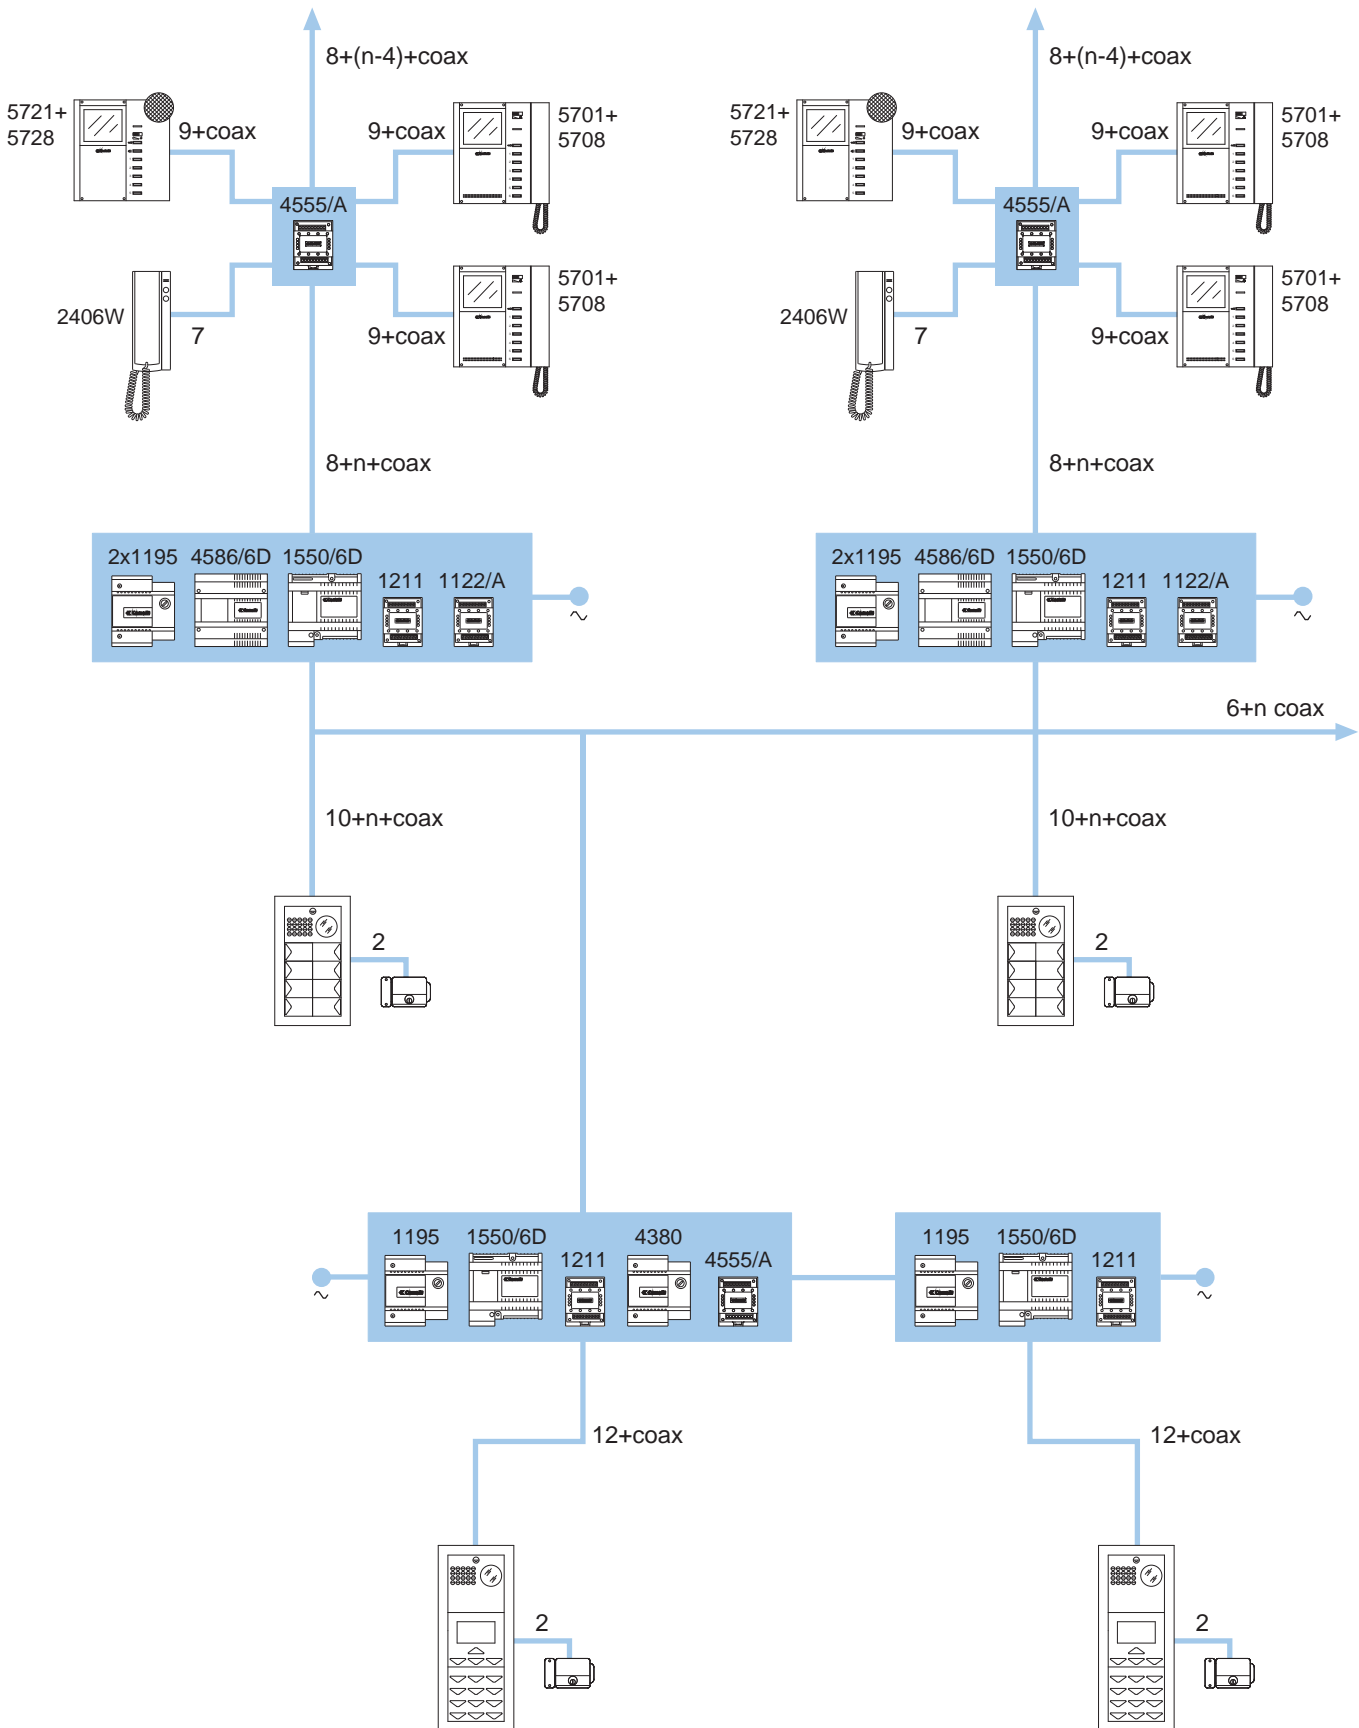 8+(n-4)+coax
8+(n-4)+coax
5721+
5728
9+coax
9+coax
5701+
5708
5721+
5728
9+coax
9+coax
5701+
5708
4555/A
4555/A
2406W
7
9+coax
5701+
5708
2406W
7
9+coax
5701+
5708
8+n+coax
8+n+coax
2x1195 4586/6D 1550/6D 1211 1122/A
~
2x1195 4586/6D 1550/6D 1211 1122/A
~
6+n coax
10+n+coax
10+n+coax
2
2
1195 1550/6D 1211 4380 4555/A
~
1195 1550/6D 1211
~
12+coax
12+coax
2
2